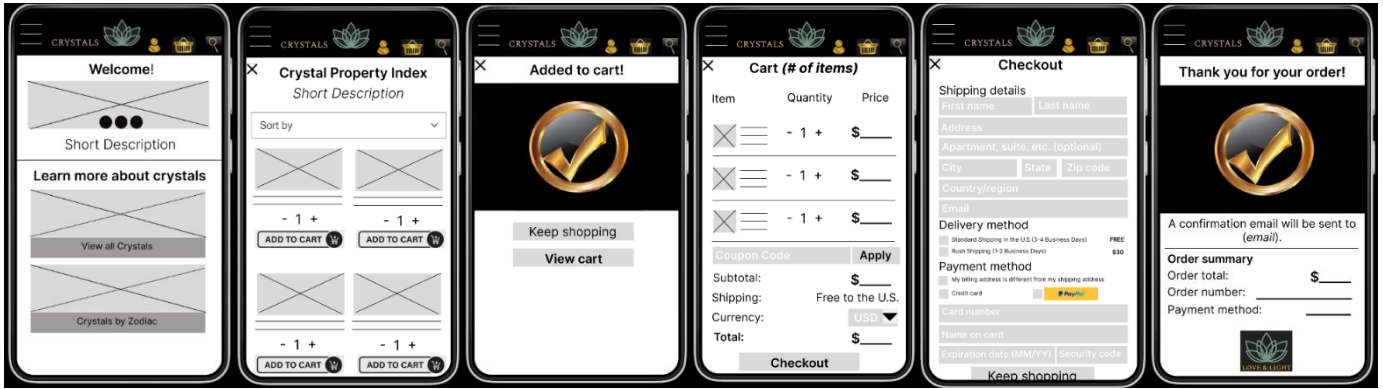 CRYSTALS
Welcome!
Short Description
Learn more about crystals
View all Crystals
Crystals by Zodiac
CRYSTALS
Crystal Property Index
Short Description
Sort by
- 1 + - 1 +
ADD TO CART ADD TO CART
- 1 + - 1 +
ADD TO CART ADD TO CART
CRYSTALS
Added to cart!
Keep shopping
View cart
CRYSTALS
Cart (# of items)
Item Quantity Price
- 1 + $____
- 1 + $____
- 1 + $____
Coupon Code Apply
Subtotal: $____
Shipping: Free to the U.S.
Currency: USD
Total: $____
Checkout
CRYSTALS
Checkout
Shipping details
First name Last name
Address
Apartment, suite, etc. (optional)
City State Zip code
Country/region
Email
Delivery method
Standard Shipping in the U.S.(3-4 Business Days) FREE
Rush Shipping (1-2 Business Days) $30
Payment method
My billing address is different from my shipping address
Credit card PayPal
Card number
Name on card
Expiration date (MM/YY) Security code
Keep shopping
CRYSTALS
Thank you for your order!
A confirmation email will be sent to
(email).
Order summary
Order total: $____
Order number: ____
Payment method: ____
LOVE & LIGHT